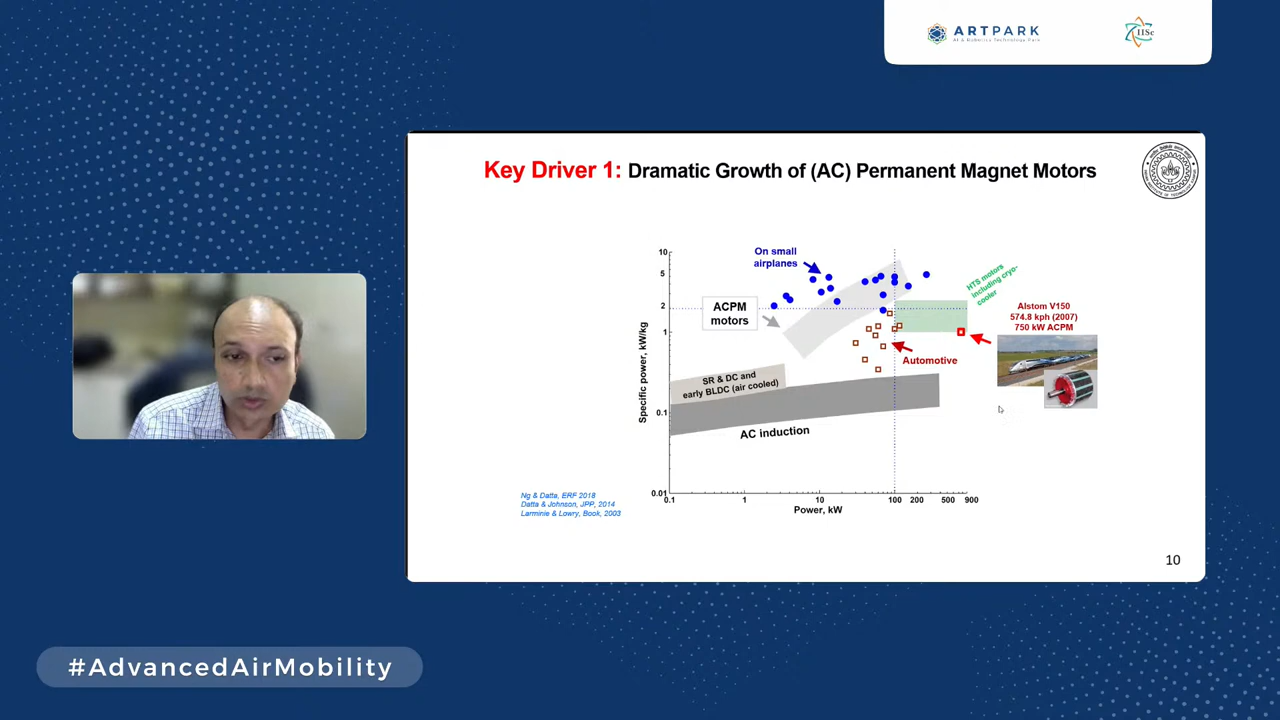 ARTPARK
AI & Robotics Technology Park
IISc
Key Driver 1: Dramatic Growth of (AC) Permanent Magnet Motors
On small
airplanes
ACPM
motors
HTS motors
including cryo-
cooler
Alstom V150
574.8 kph (2007)
750 kW ACPM
Automotive
SR & DC and
early BLDC (air cooled)
AC induction
Specific power, kW/kg
10
5
2
1
0.1
0.01
0.1
1
10
100
200
500
900
Power, kW
Ng & Datta, ERF 2018
Datta & Johnson, JPP, 2014
Larminie & Lowry, Book, 2003
10
#AdvancedAirMobility